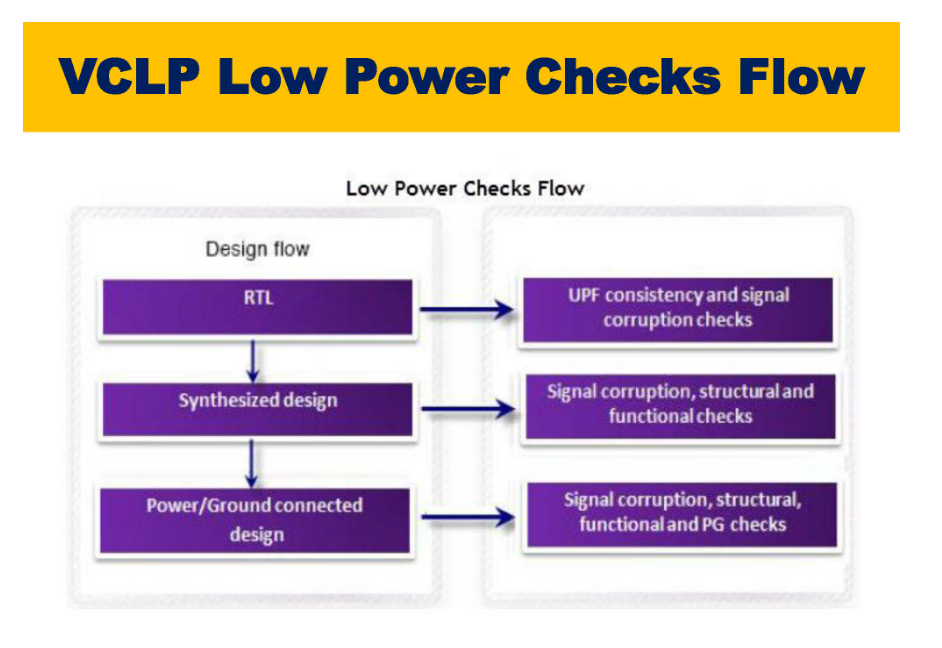 VCLP Low Power Checks Flow
Low Power Checks Flow
Design flow
RTL
UPF consistency and signal
corruption checks
Synthesized design
Signal corruption, structural and
functional checks
Power/Ground connected
design
Signal corruption, structural,
functional and PG checks